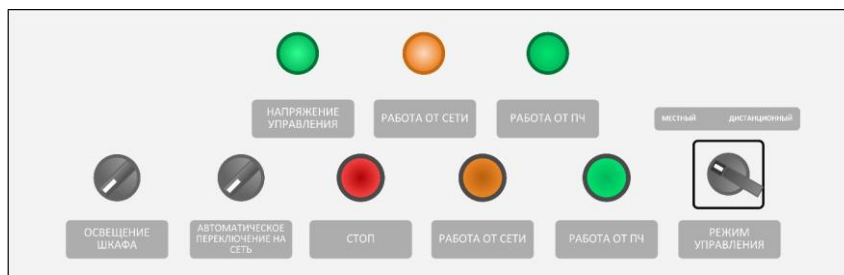 НАПРЯЖЕНИЕ
УПРАВЛЕНИЯ
РАБОТА ОТ СЕТИ
РАБОТА ОТ ПЧ
МЕСТНЫЙ
ДИСТАНЦИОННЫЙ
ОСВЕЩЕНИЕ
ШКАФА
АВТОМАТИЧЕСКОЕ
ПЕРЕКЛЮЧЕНИЕ НА
СЕТЬ
СТОП
РАБОТА ОТ СЕТИ
РАБОТА ОТ ПЧ
РЕЖИМ
УПРАВЛЕНИЯ